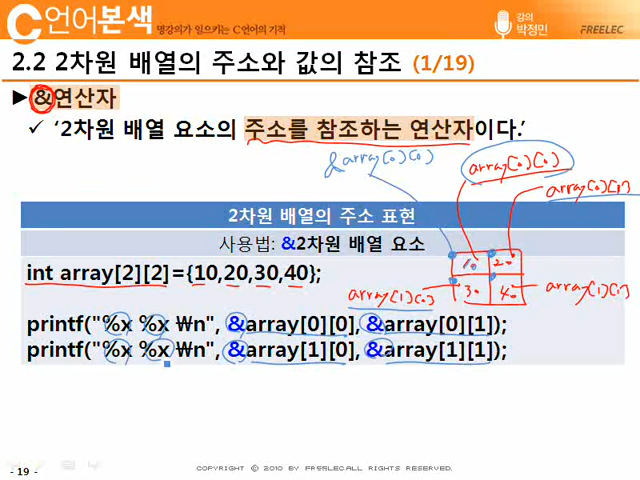 C언어본색
명강의가 일으키는 C언어의 기적
강의
박정민
FREELEC
2.2 2차원 배열의 주소와 값의 참조 (1/19)
▶&연산자
✓ '2차원 배열 요소의 주소를 참조하는 연산자이다.'
&array[0][0]
array[0][0]
array[0][1]
2차원 배열의 주소 표현
사용법: &2차원 배열 요소
int array[2][2]={10,20,30,40};
10 20
30 40
array[1][0]
array[1][1]
printf("%x %x ₩n", &array[0][0], &array[0][1]);
printf("%x %x ₩n", &array[1][0], &array[1][1]);
- 19 -
COPYRIGHT © 2010 BY FREELEC.ALL RIGHTS RESERVED.